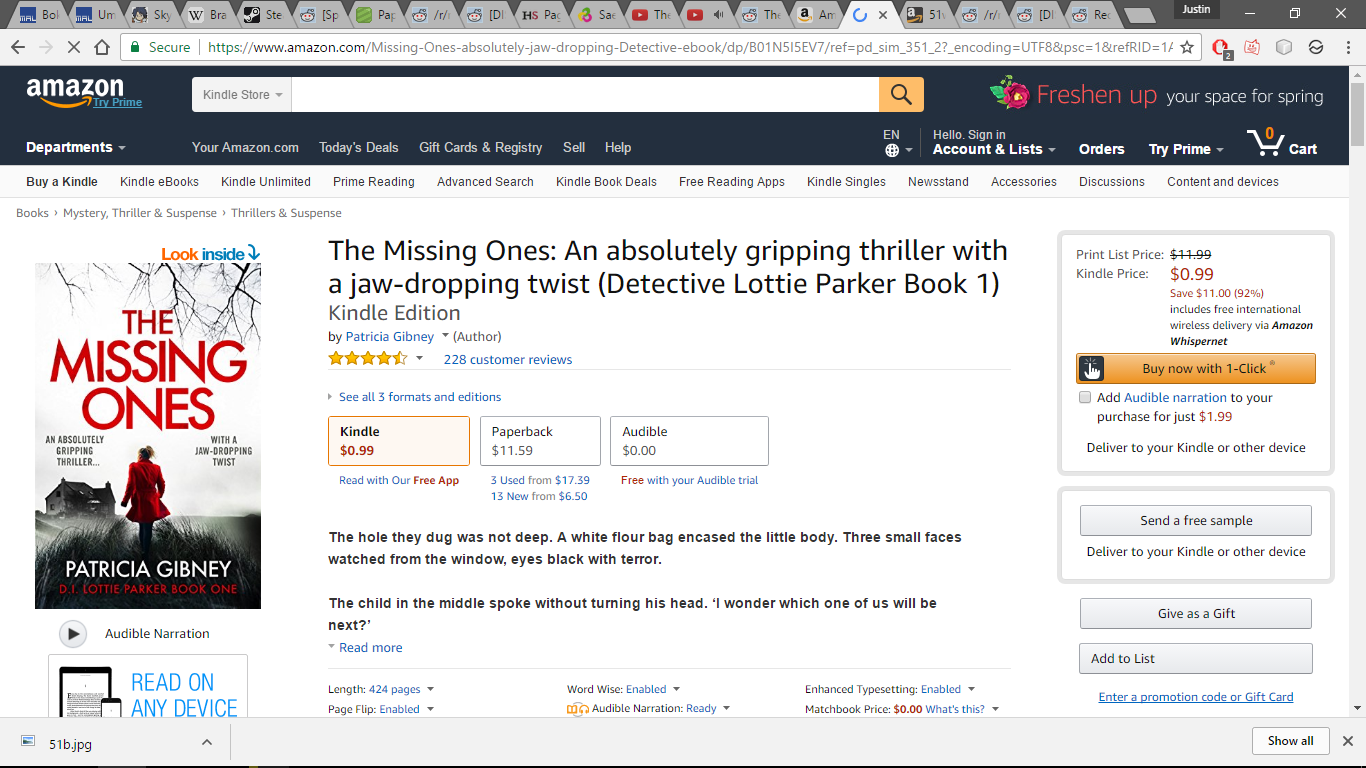 Bol
Um
Sky
Bra
Ste
[Sp
Pap
/r/
[DI
Pag
Sae
The
The
Am
51v
/r/
[DI
Rec
Justin
Secure
https://www.amazon.com/Missing-Ones-absolutely-jaw-dropping-Detective-ebook/dp/B01N5I5EV7/ref=pd_sim_351_2?_encoding=UTF8&psc=1&refRID=1A
2
amazon
Try Prime
Kindle Store
Freshen up your space for spring
Departments
Your Amazon.com
Today's Deals
Gift Cards & Registry
Sell
Help
EN
Hello. Sign in
Account & Lists
Orders
Try Prime
0
Cart
Buy a Kindle
Kindle eBooks
Kindle Unlimited
Prime Reading
Advanced Search
Kindle Book Deals
Free Reading Apps
Kindle Singles
Newsstand
Accessories
Discussions
Content and devices
Books › Mystery, Thriller & Suspense › Thrillers & Suspense
Look inside
THE
MISSING
ONES
AN ABSOLUTELY
GRIPPING
THRILLER...
WITH A
JAW-DROPPING
TWIST
PATRICIA GIBNEY
D.I. LOTTIE PARKER BOOK ONE
Audible Narration
READ ON
ANY DEVICE
The Missing Ones: An absolutely gripping thriller with
a jaw-dropping twist (Detective Lottie Parker Book 1)
Kindle Edition
by Patricia Gibney (Author)
228 customer reviews
See all 3 formats and editions
Kindle
$0.99
Read with Our Free App
Paperback
$11.59
3 Used from $17.39
13 New from $6.50
Audible
$0.00
Free with your Audible trial
The hole they dug was not deep. A white flour bag encased the little body. Three small faces
watched from the window, eyes black with terror.
The child in the middle spoke without turning his head. ‘I wonder which one of us will be
next?’
Read more
Length: 424 pages
Word Wise: Enabled
Enhanced Typesetting: Enabled
Page Flip: Enabled
Audible Narration: Ready
Matchbook Price: $0.00 What's this?
Print List Price: $11.99
Kindle Price: $0.99
Save $11.00 (92%)
includes free international
wireless delivery via Amazon
Whispernet
Buy now with 1-Click ®
Add Audible narration to your
purchase for just $1.99
Deliver to your Kindle or other device
Send a free sample
Deliver to your Kindle or other device
Give as a Gift
Add to List
Enter a promotion code or Gift Card
51b.jpg
Show all